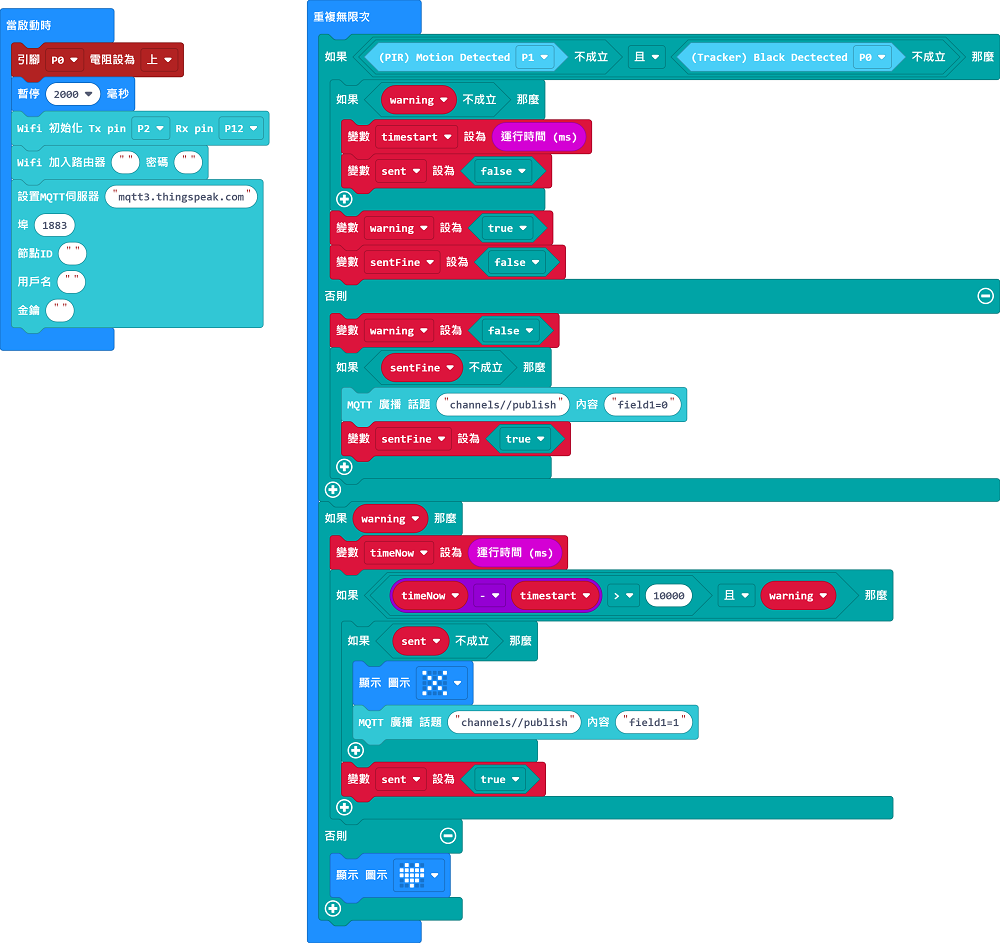 當啟動時
引腳 P0 電阻設為 上
暫停 2000 毫秒
Wifi 初始化 Tx pin P2 Rx pin P12
Wifi 加入路由器 " " 密碼 " "
設置MQTT伺服器 "mqtt3.thingspeak.com"
埠 1883
節點ID " "
用戶名 " "
金鑰 " "
重複無限次
如果 (PIR) Motion Detected P1 不成立 且 (Tracker) Black Dectected P0 不成立 那麼
如果 warning 不成立 那麼
變數 timestart 設為 運行時間 (ms)
變數 sent 設為 false
變數 warning 設為 true
變數 sentFine 設為 false
否則
變數 warning 設為 false
如果 sentFine 不成立 那麼
MQTT 廣播 話題 "channels//publish" 內容 "field1=0"
變數 sentFine 設為 true
如果 warning 那麼
變數 timeNow 設為 運行時間 (ms)
如果 timeNow - timestart > 10000 且 warning 那麼
如果 sent 不成立 那麼
顯示 圖示
MQTT 廣播 話題 "channels//publish" 內容 "field1=1"
變數 sent 設為 true
否則
顯示 圖示